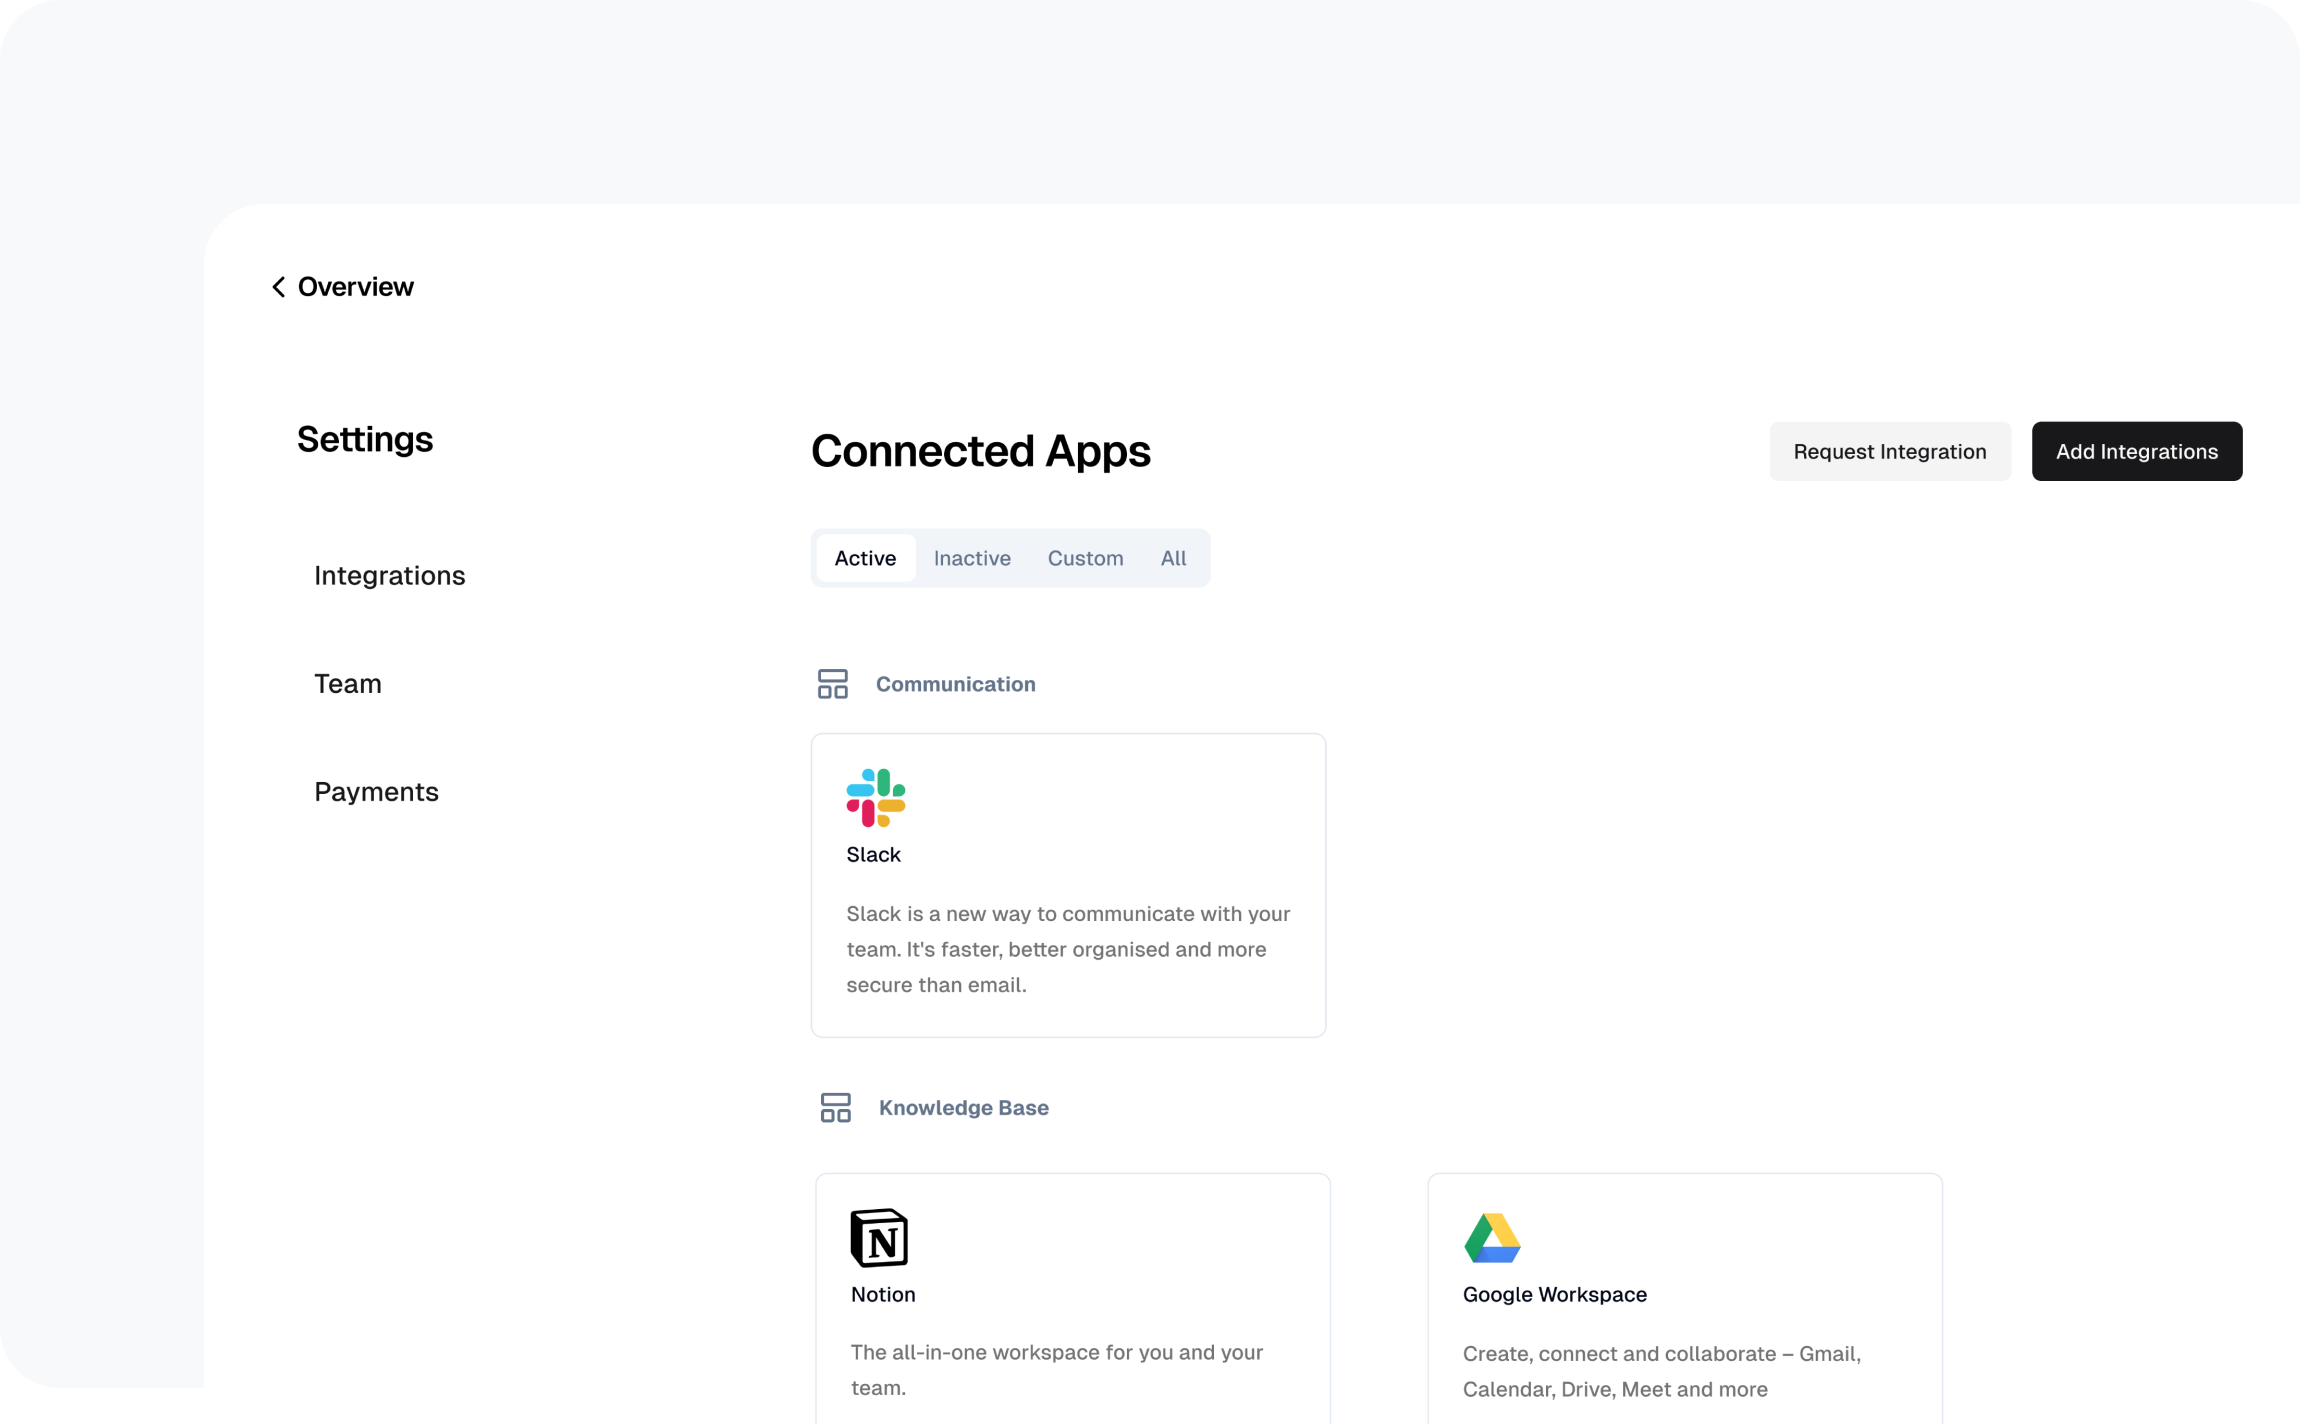 Overview
Settings
Integrations
Team
Payments
Connected Apps
Request Integration
Add Integrations
Active
Inactive
Custom
All
Communication
Slack
Slack is a new way to communicate with your
team. It's faster, better organised and more
secure than email.
Knowledge Base
N
Notion
The all-in-one workspace for you and your
team.
Google Workspace
Create, connect and collaborate – Gmail,
Calendar, Drive, Meet and more